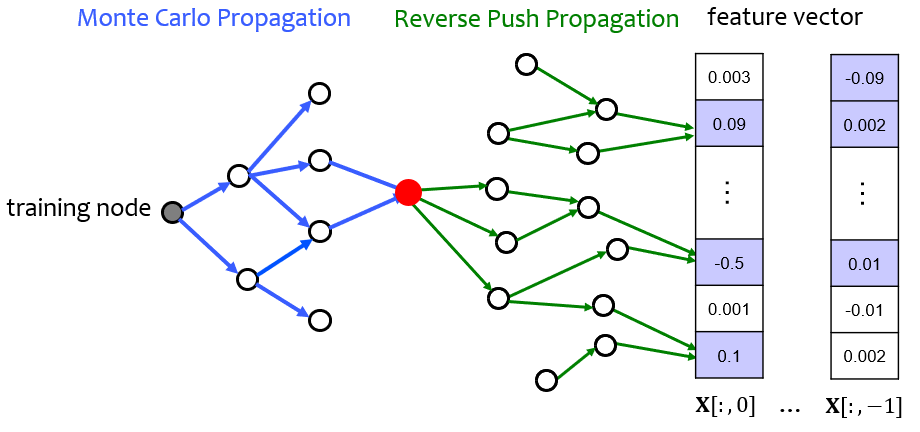 Monte Carlo Propagation
Reverse Push Propagation
feature vector
training node
0.003
0.09
⋮
-0.5
0.001
0.1
-0.09
0.002
⋮
0.01
-0.01
0.002
X[:, 0] ... X[:, −1]